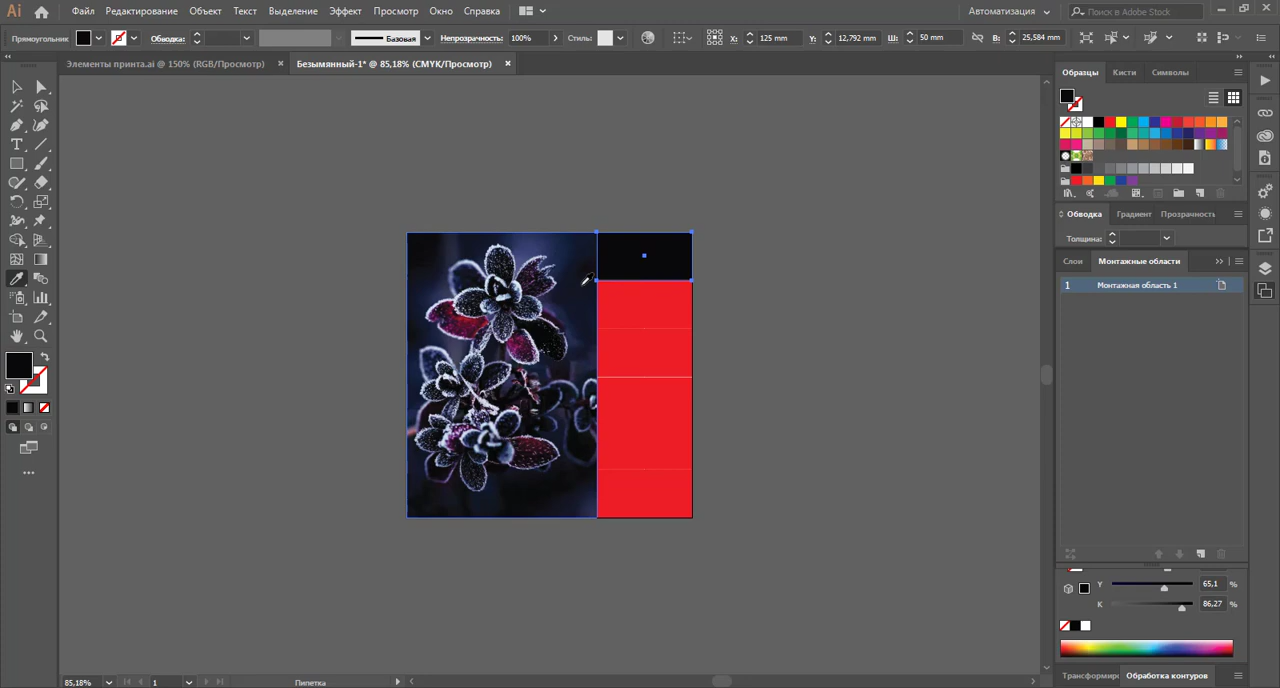 Ai Файл Редактирование Объект Текст Выделение Эффект Просмотр Окно Справка Автоматизация Поиск в Adobe Stock
Прямоугольник Обводка: Базовая Непрозрачность: 100% Стиль: X: 125 mm Y: 12,792 mm Ш: 50 mm В: 25,584 mm
Элементы принта.ai @ 150% (RGB/Просмотр) × Безымянный-1* @ 85,18% (CMYK/Просмотр) ×
Образцы Кисти Символы
Обводка Градиент Прозрачность
Толщина:
Слои Монтажные области
1 Монтажная область 1
Y 65,1 %
K 86,27 %
Трансформиро Обработка контуров
85,18% 1 Пипетка